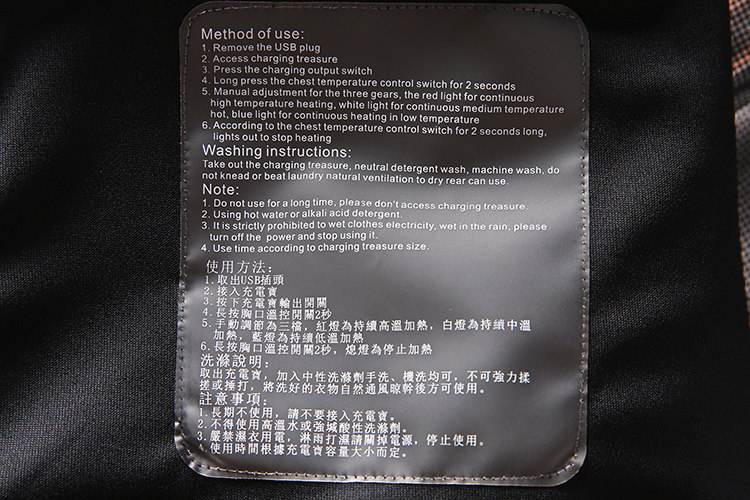 Method of use:
1. Remove the USB plug
2. Access charging treasure
3. Press the charging output switch
4. Long press the chest temperature control switch for 2 seconds
5. Manual adjustment for the three gears, the red light for continuous
high temperature heating, white light for continuous medium temperature
hot, blue light for continuous heating in low temperature
6. According to the chest temperature control switch for 2 seconds long,
lights out to stop heating
Washing instructions:
Take out the charging treasure, neutral detergent wash, machine wash, do
not knead or beat laundry natural ventilation to dry rear can use.
Note:
1. Do not use for a long time, please don't access charging treasure.
2. Using hot water or alkali acid detergent.
3. It is strictly prohibited to wet clothes electricity, wet in the rain, please
turn off the power and stop using it.
4. Use time according to charging treasure size.
使用方法:
1. 取出USB插頭
2. 接入充電寶
3. 按下充電寶輸出開關
4. 長按胸口溫控開關2秒
5. 手動調節為三檔, 紅燈為持續高溫加熱, 白燈為持續中溫
加熱, 藍燈為持續低溫加熱
6. 長按胸口溫控開關2秒, 熄燈為停止加熱
洗滌說明:
取出充電寶, 加入中性洗滌劑手洗、機洗均可, 不可強力揉
搓或捶打, 將洗好的衣物自然通風晾幹後方可使用。
註意事項:
1. 長期不使用, 請不要接入充電寶。
2. 不得使用高溫水或強堿酸性洗滌劑。
3. 嚴禁濕衣用電, 淋雨打濕請關掉電源, 停止使用。
4. 使用時間根據充電寶容量大小而定。